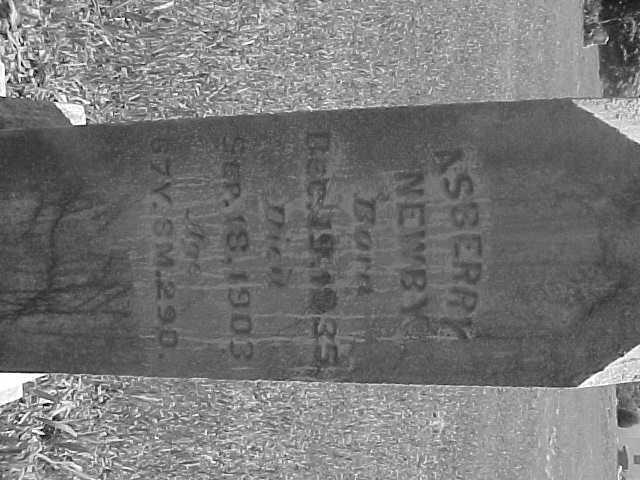 ASBERRY
NEWBY
Born
Dec. 19, 1835
Died
Sep. 18, 1903.
Age
67Y. 8M. 29D.